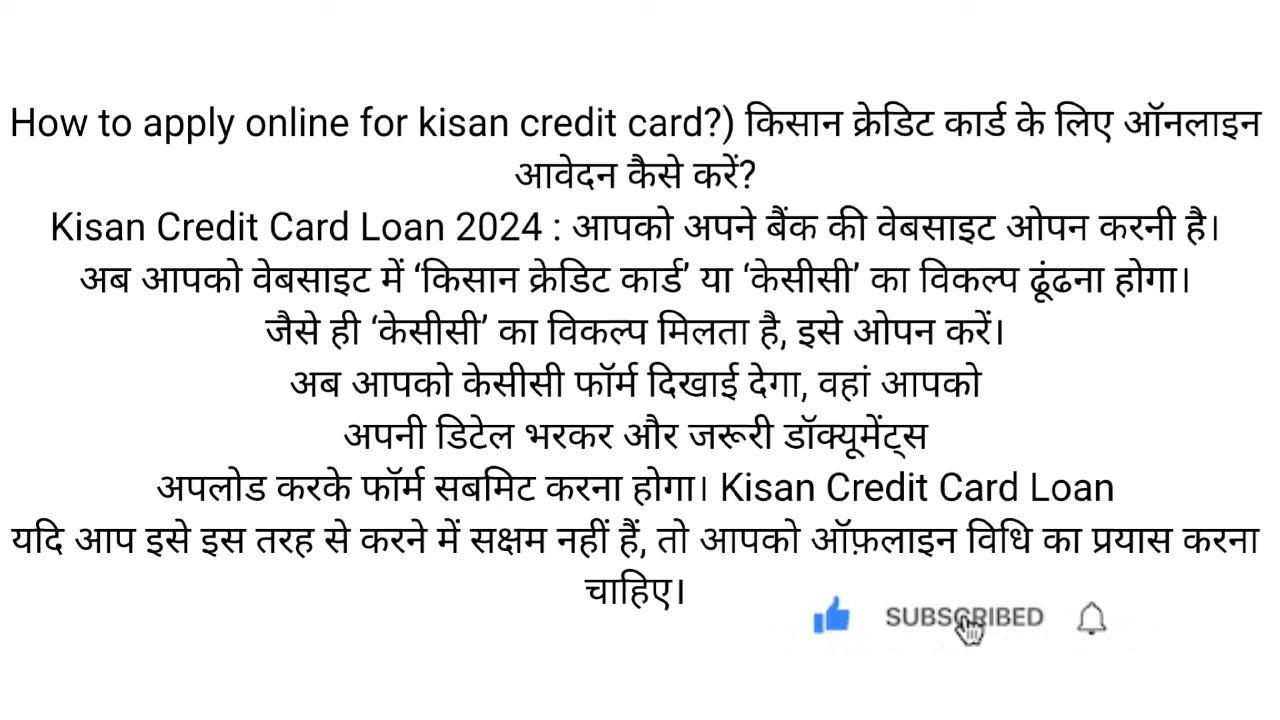 How to apply online for kisan credit card?) किसान क्रेडिट कार्ड के लिए ऑनलाइन
आवेदन कैसे करें?
Kisan Credit Card Loan 2024 : आपको अपने बैंक की वेबसाइट ओपन करनी है।
अब आपको वेबसाइट में ‘किसान क्रेडिट कार्ड’ या ‘केसीसी’ का विकल्प ढूंढना होगा।
जैसे ही ‘केसीसी’ का विकल्प मिलता है, इसे ओपन करें।
अब आपको केसीसी फॉर्म दिखाई देगा, वहां आपको
अपनी डिटेल भरकर और जरूरी डॉक्यूमेंट्स
अपलोड करके फॉर्म सबमिट करना होगा। Kisan Credit Card Loan
यदि आप इसे इस तरह से करने में सक्षम नहीं हैं, तो आपको ऑफ़लाइन विधि का प्रयास करना
चाहिए।
SUBSCRIBED